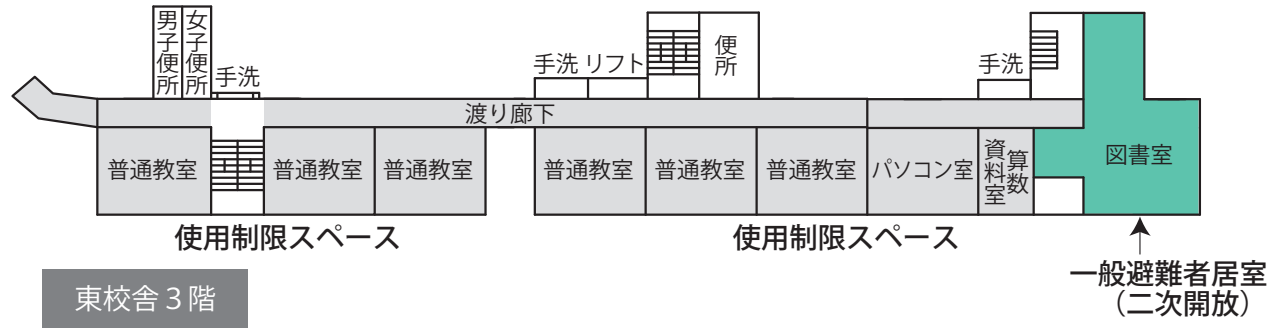 男子便所
女子便所
手洗
手洗
リフト
便所
手洗
渡り廊下
普通教室
普通教室
普通教室
普通教室
普通教室
普通教室
パソコン室
算数
資料室
図書室
使用制限スペース
使用制限スペース
一般避難者居室
（二次開放）
東校舎３階